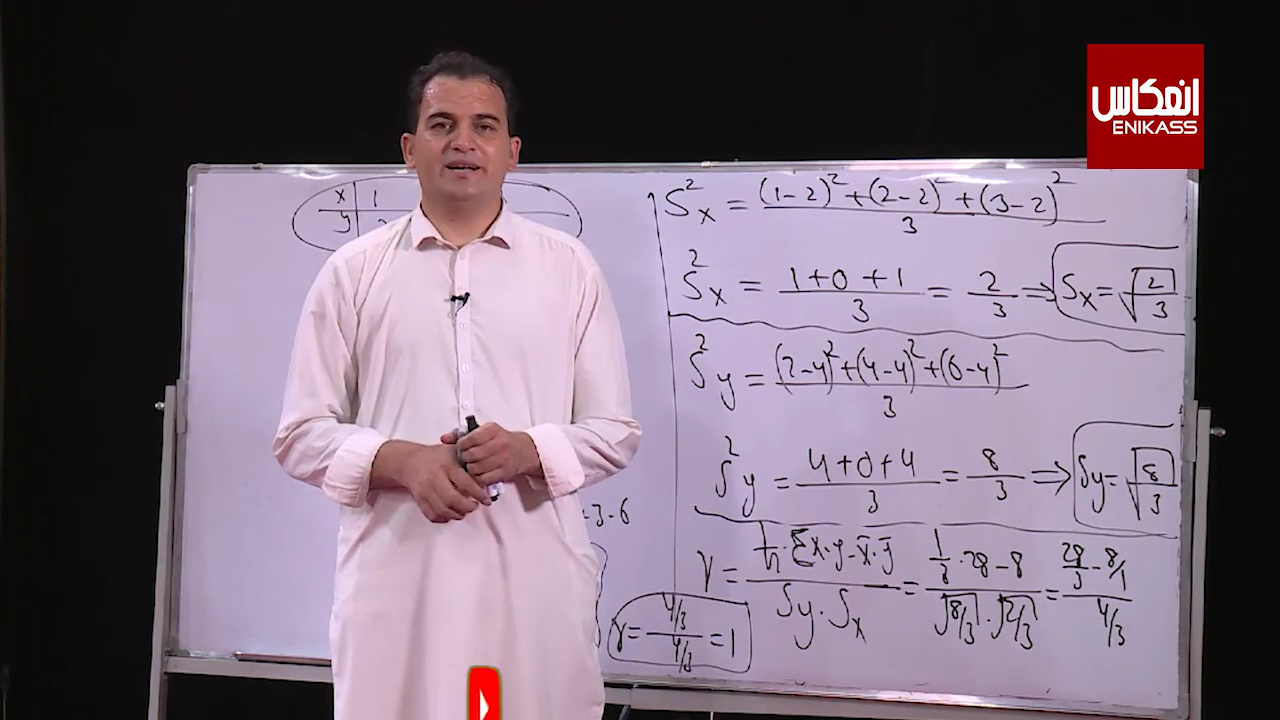 انعکاس
ENIKASS
x 1
y
S²x = (1-2)²+(2-2)²+(3-2)² / 3
S²x = 1+0+1 / 3 = 2/3 ⇒ Sx = √2/3
S²y = (2-4)²+(4-4)²+(6-4)² / 3
S²y = 4+0+4 / 3 = 8/3 ⇒ Sy = √8/3
3-6
r = 1/n · Σx·y - x̄·ȳ / Sy·Sx = 1/3 · 28 - 8 / √8/3 · √2/3 = 28/3 - 8/1 / 4/3
r = 4/3 / 4/3 = 1